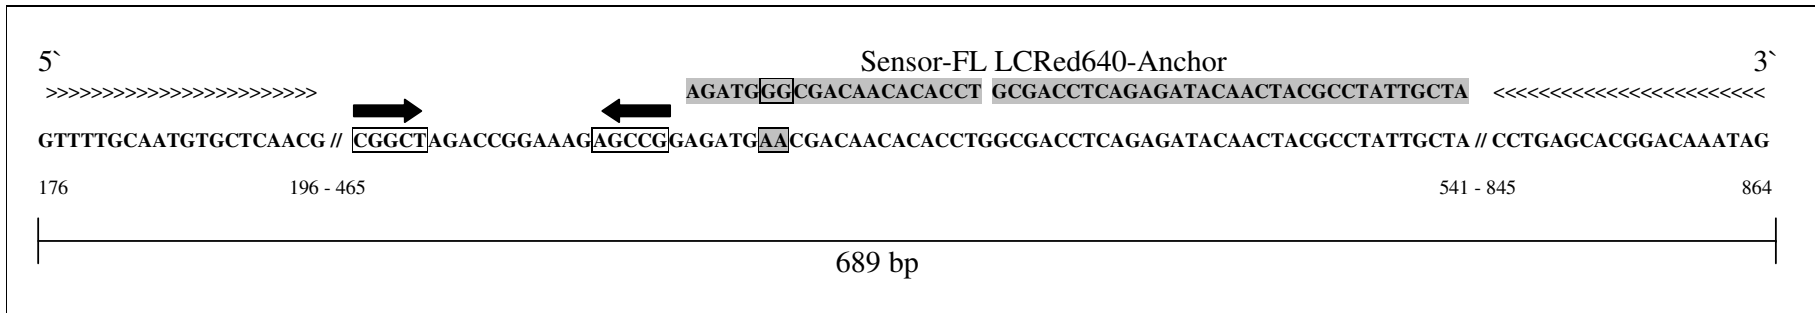 5` Sensor-FL LCRed640-Anchor 3`
>>>>>>>>>>>>>>>>>>>>>>>> AGATGGGCGACAACACACCT GCGACCTCAGAGATACAACTACGCCTATTGCTA <<<<<<<<<<<<<<<<<<<<<<<<
GTTTTGCAATGTGCTCAACG // CGGCTAGACCGGAAAGAGCCGGAGATGAACGACAACACACCTGGCGACCTCAGAGATACAACTACGCCTATTGCTA // CCTGAGCACGGACAAATAG
176 196 - 465 541 - 845 864
689 bp